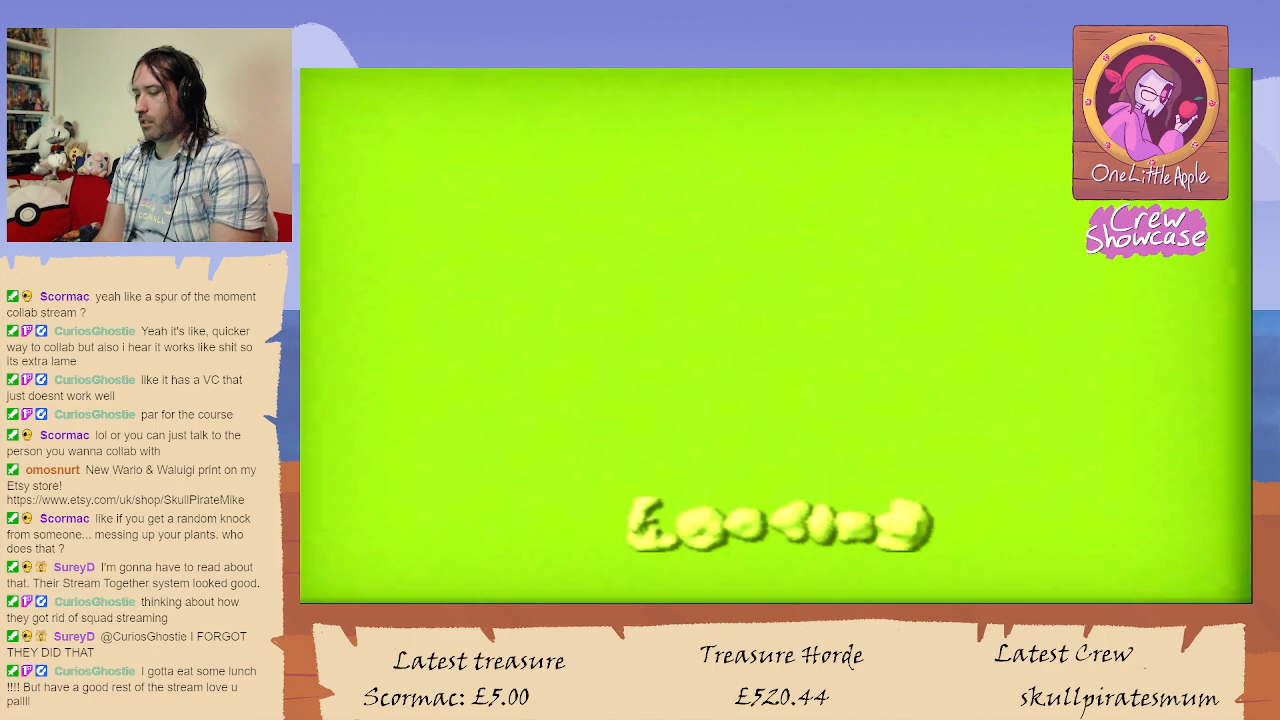 OneLittleApple
Crew
Showcase
Scormac yeah like a spur of the moment
collab stream ?
CuriosGhostie Yeah it's like, quicker
way to collab but also i hear it works like shit so
its extra lame
CuriosGhostie like it has a VC that
just doesnt work well
CuriosGhostie par for the course
Scormac lol or you can just talk to the
person you wanna collab with
omosnurt New Wario & Waluigi print on my
Etsy store!
https://www.etsy.com/uk/shop/SkullPirateMike
Scormac like if you get a random knock
from someone... messing up your plants. who
does that ?
SureyD I'm gonna have to read about
that. Their Stream Together system looked good.
CuriosGhostie thinking about how
they got rid of squad streaming
SureyD @CuriosGhostie I FORGOT
THEY DID THAT
CuriosGhostie I gotta eat some lunch
!!!! But have a good rest of the stream love u
pallll
Latest treasure
Scormac: £5.00
Treasure Horde
£520.44
Latest Crew
skullpiratesmum